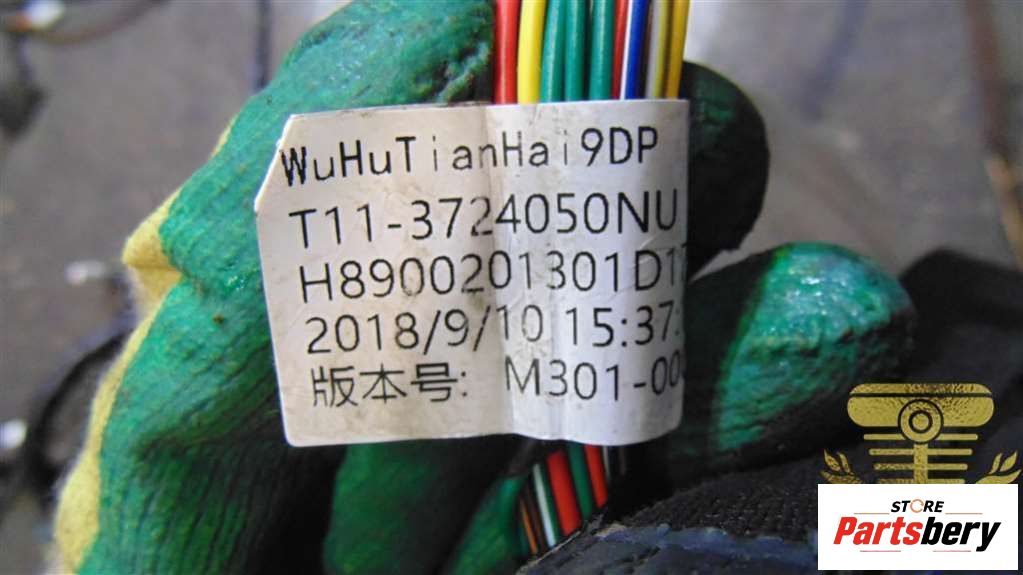 WuHuTianHai9DP
T11-3724050NU
H8900201301D1
2018/9/10 15:37:
版本号: M301-00
STORE
Partsbery